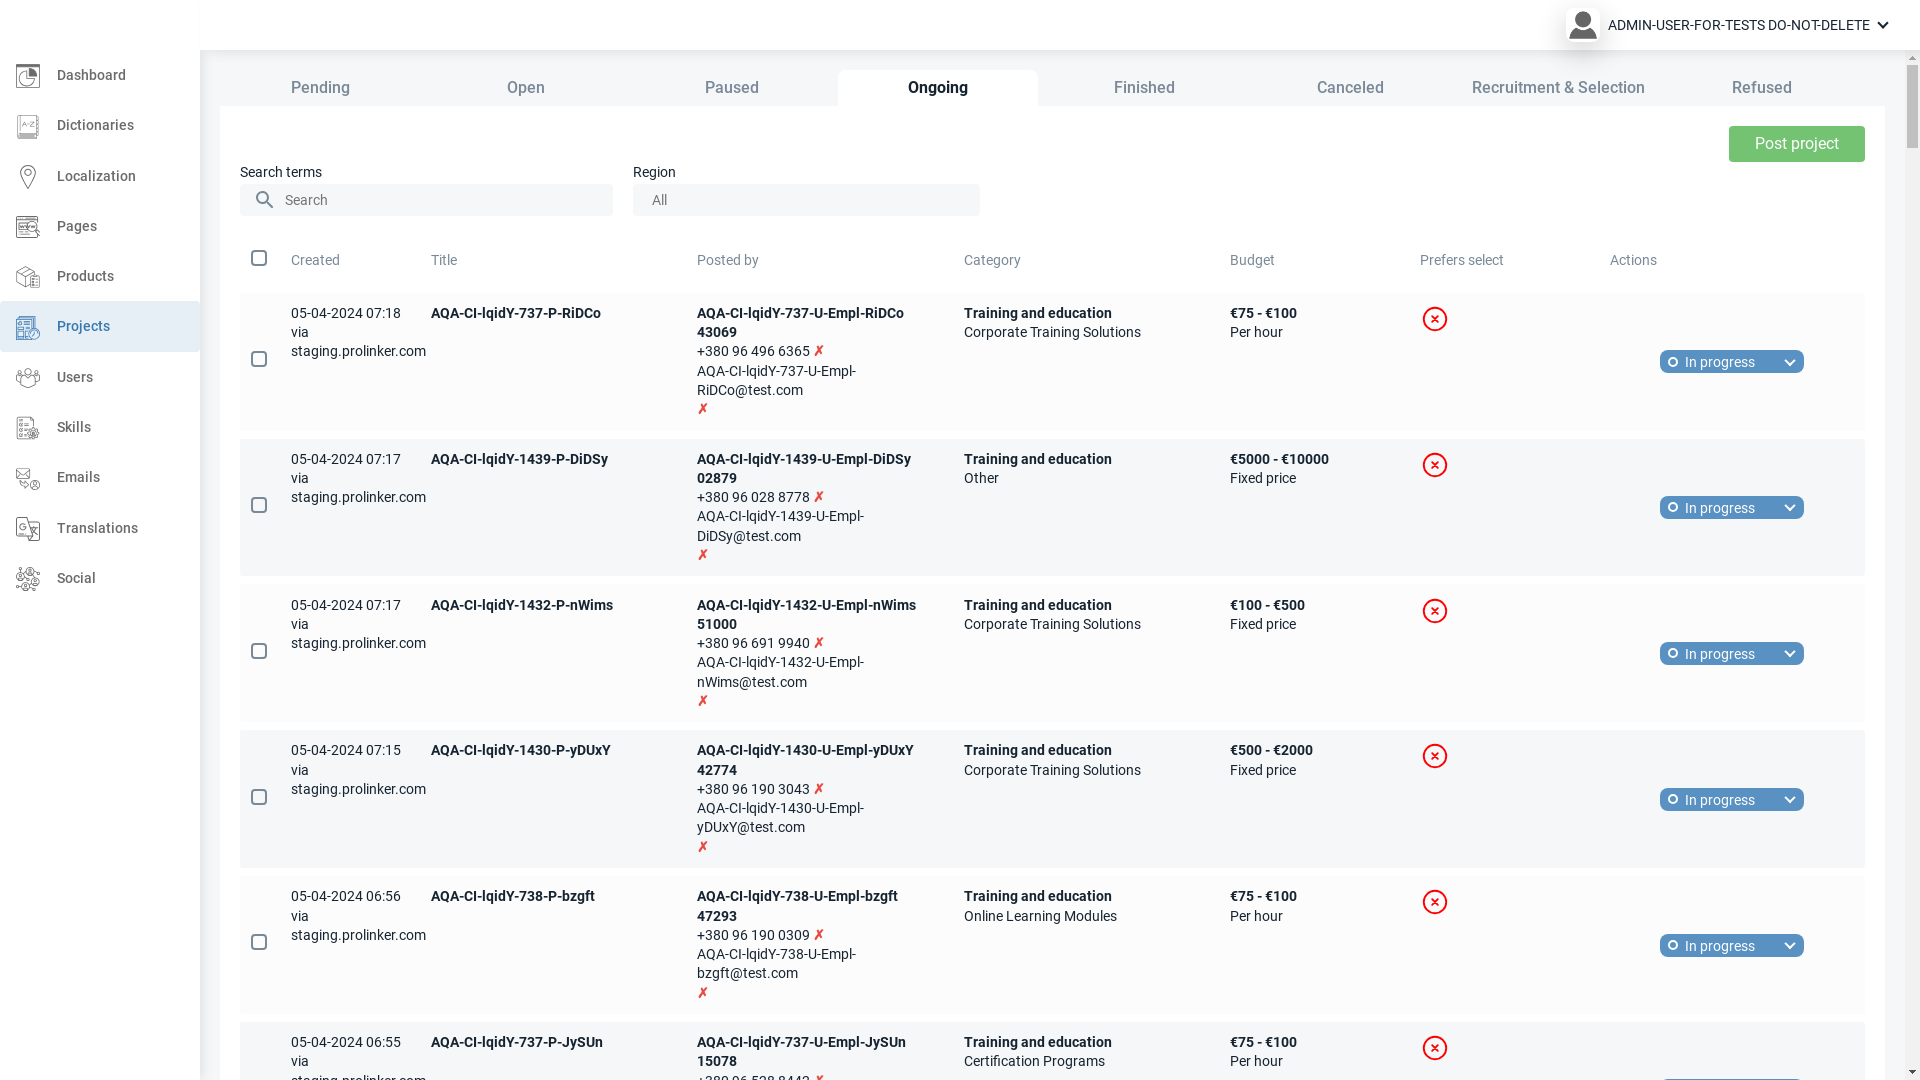 ADMIN-USER-FOR-TESTS DO-NOT-DELETE
Dashboard
Dictionaries
Localization
Pages
Products
Projects
Users
Skills
Emails
Translations
Social
Pending Open Paused Ongoing Finished Canceled Recruitment & Selection Refused
Post project
Search terms Region
Search All
Created Title Posted by Category Budget Prefers select Actions
05-04-2024 07:18 AQA-CI-lqidY-737-P-RiDCo AQA-CI-lqidY-737-U-Empl-RiDCo Training and education €75 - €100
via 43069 Corporate Training Solutions Per hour
staging.prolinker.com +380 96 496 6365 ✗
In progress
AQA-CI-lqidY-737-U-Empl-
RiDCo@test.com
✗
05-04-2024 07:17 AQA-CI-lqidY-1439-P-DiDSy AQA-CI-lqidY-1439-U-Empl-DiDSy Training and education €5000 - €10000
via 02879 Other Fixed price
staging.prolinker.com +380 96 028 8778 ✗
In progress
AQA-CI-lqidY-1439-U-Empl-
DiDSy@test.com
✗
05-04-2024 07:17 AQA-CI-lqidY-1432-P-nWims AQA-CI-lqidY-1432-U-Empl-nWims Training and education €100 - €500
via 51000 Corporate Training Solutions Fixed price
staging.prolinker.com +380 96 691 9940 ✗
In progress
AQA-CI-lqidY-1432-U-Empl-
nWims@test.com
✗
05-04-2024 07:15 AQA-CI-lqidY-1430-P-yDUxY AQA-CI-lqidY-1430-U-Empl-yDUxY Training and education €500 - €2000
via 42774 Corporate Training Solutions Fixed price
staging.prolinker.com +380 96 190 3043 ✗
In progress
AQA-CI-lqidY-1430-U-Empl-
yDUxY@test.com
✗
05-04-2024 06:56 AQA-CI-lqidY-738-P-bzgft AQA-CI-lqidY-738-U-Empl-bzgft Training and education €75 - €100
via 47293 Online Learning Modules Per hour
staging.prolinker.com +380 96 190 0309 ✗
In progress
AQA-CI-lqidY-738-U-Empl-
bzgft@test.com
✗
05-04-2024 06:55 AQA-CI-lqidY-737-P-JySUn AQA-CI-lqidY-737-U-Empl-JySUn Training and education €75 - €100
via 15078 Certification Programs Per hour
staging.prolinker.com